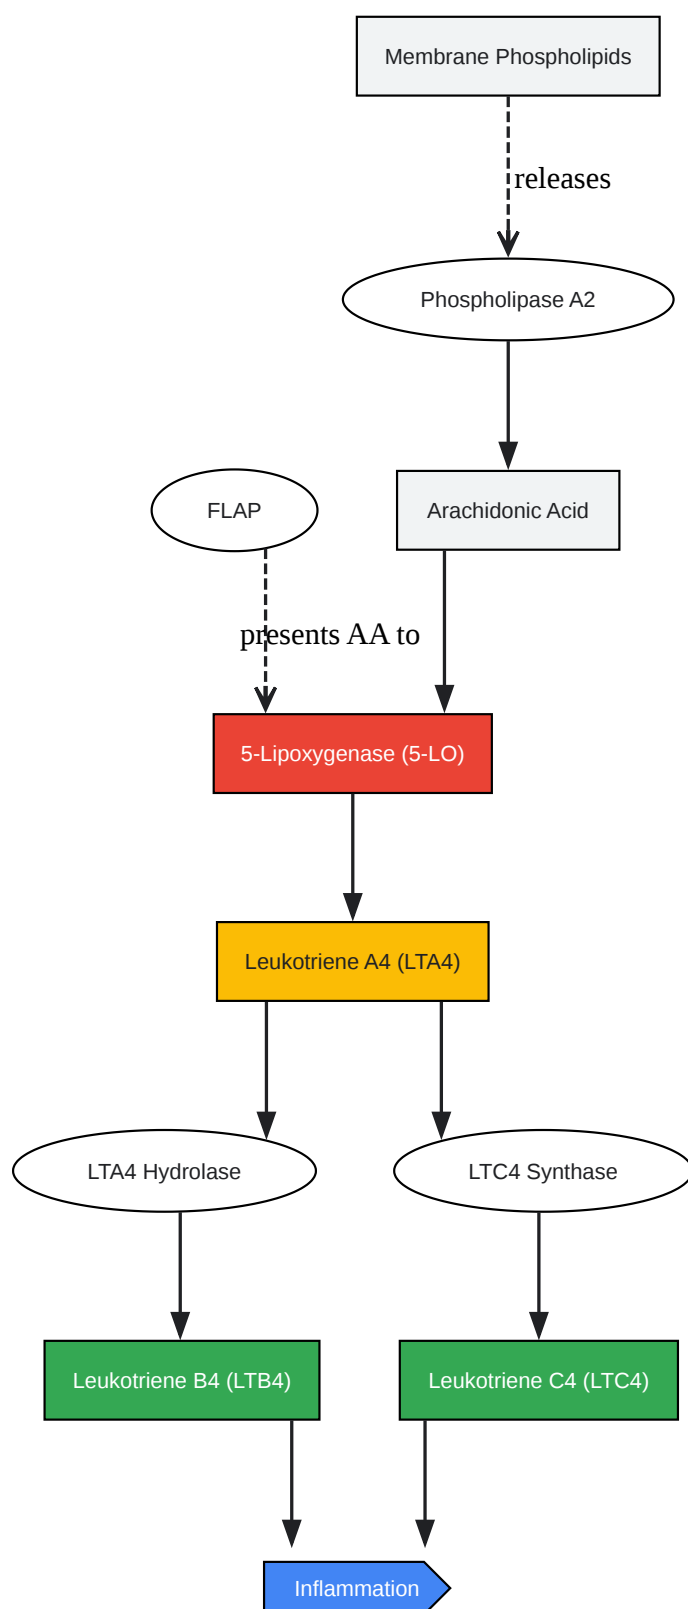 Membrane Phospholipids
releases
Phospholipase A2
FLAP
Arachidonic Acid
presents AA to
5-Lipoxygenase (5-LO)
Leukotriene A4 (LTA4)
LTA4 Hydrolase
LTC4 Synthase
Leukotriene B4 (LTB4)
Leukotriene C4 (LTC4)
Inflammation